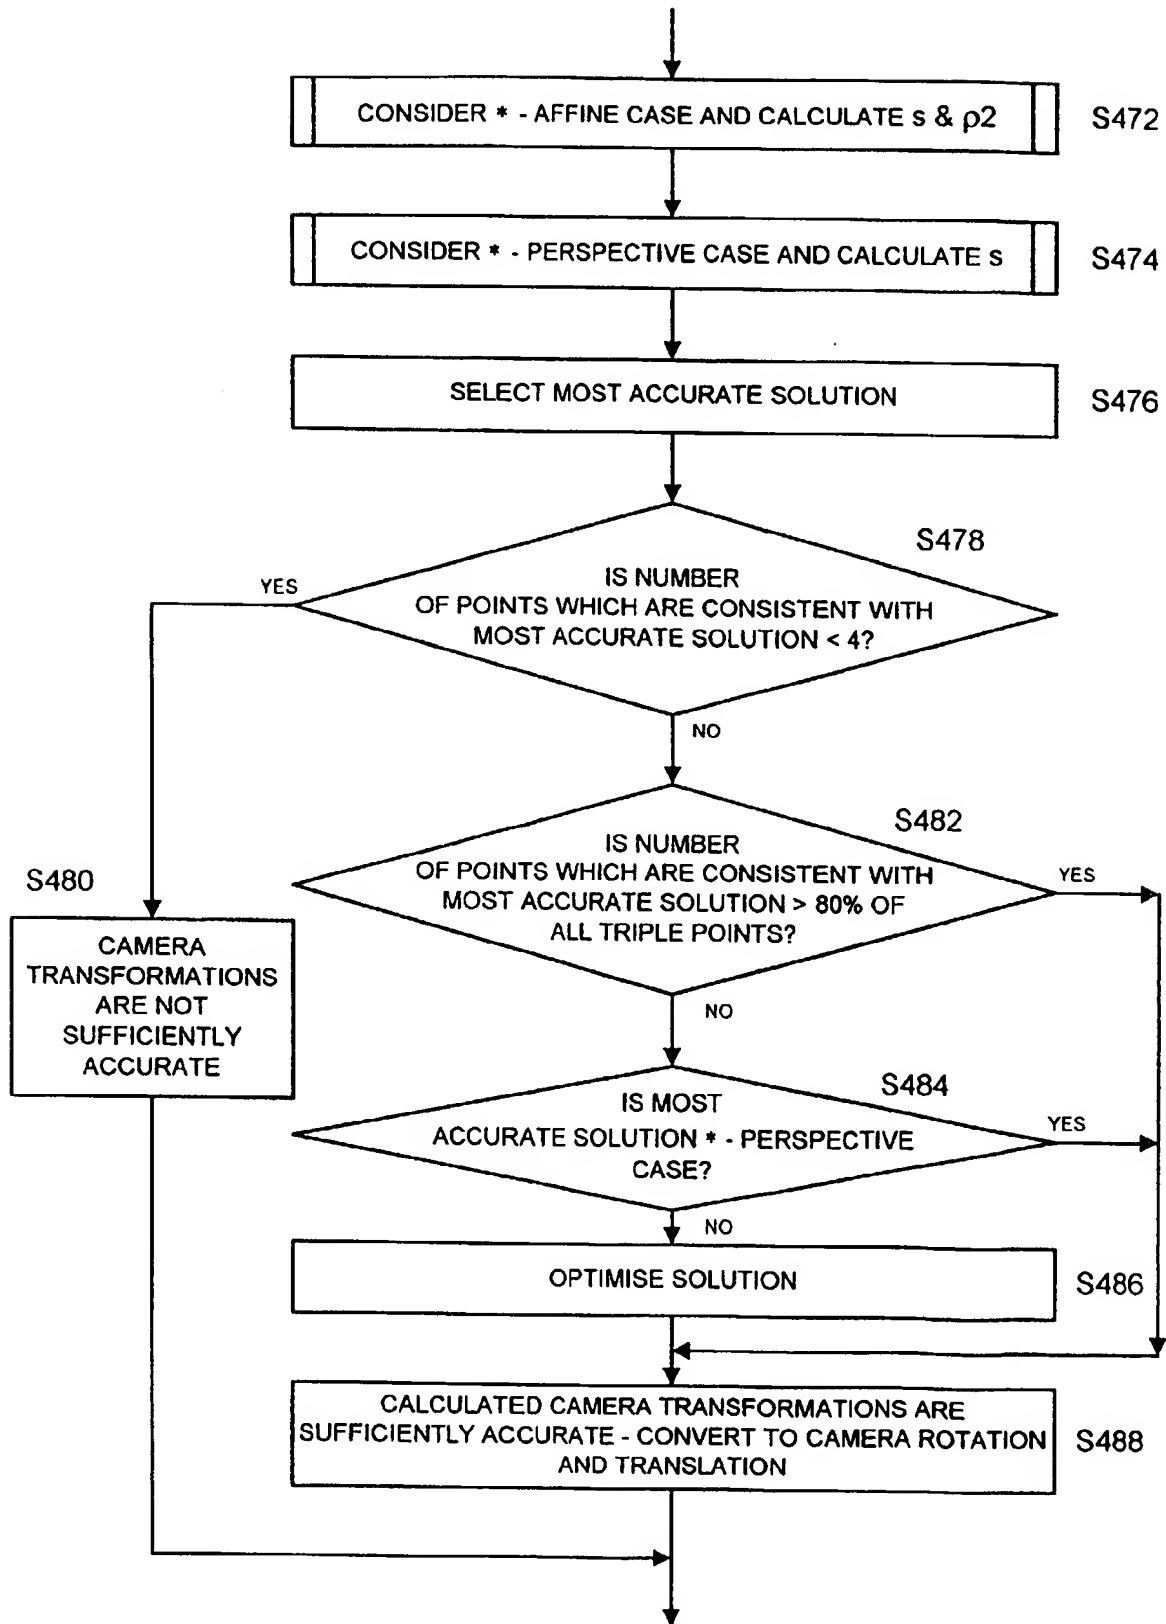 CONSIDER * - AFFINE CASE AND CALCULATE s & ρ2
S472
CONSIDER * - PERSPECTIVE CASE AND CALCULATE s
S474
SELECT MOST ACCURATE SOLUTION
S476
S478
YES
IS NUMBER
OF POINTS WHICH ARE CONSISTENT WITH
MOST ACCURATE SOLUTION < 4?
NO
S482
IS NUMBER
OF POINTS WHICH ARE CONSISTENT WITH
MOST ACCURATE SOLUTION > 80% OF
ALL TRIPLE POINTS?
YES
S480
CAMERA
TRANSFORMATIONS
ARE NOT
SUFFICIENTLY
ACCURATE
NO
S484
IS MOST
ACCURATE SOLUTION * - PERSPECTIVE
CASE?
YES
NO
OPTIMISE SOLUTION
S486
CALCULATED CAMERA TRANSFORMATIONS ARE
SUFFICIENTLY ACCURATE - CONVERT TO CAMERA ROTATION
AND TRANSLATION
S488